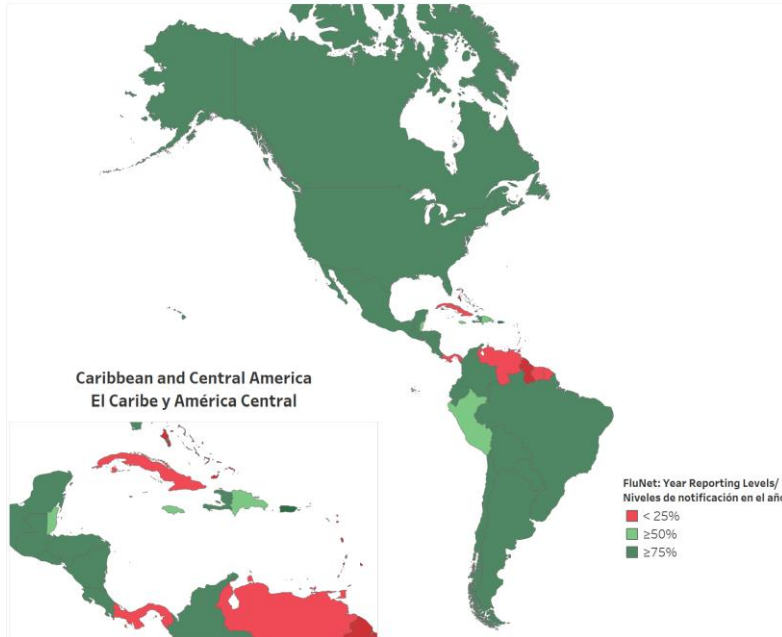 Caribbean and Central America
El Caribe y América Central
FluNet: Year Reporting Levels/
Niveles de notificación en el año
< 25%
≥50%
≥75%